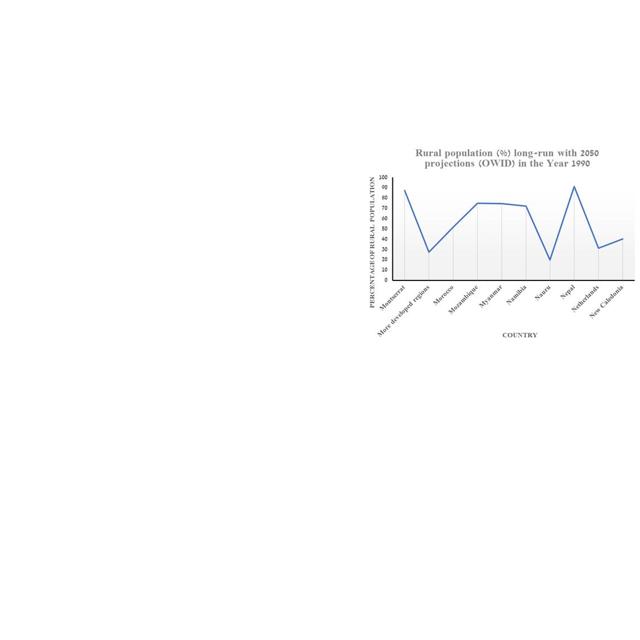 Rural population (%) long-run with 2050
projections (OWID) in the Year 1990
PERCENTAGE OF RURAL POPULATION
100
90
80
70
60
50
40
30
20
10
0
Montserrat
More developed regions
Morocco
Mozambique
Myanmar
Namibia
Nauru
Nepal
Netherlands
New Caledonia
COUNTRY